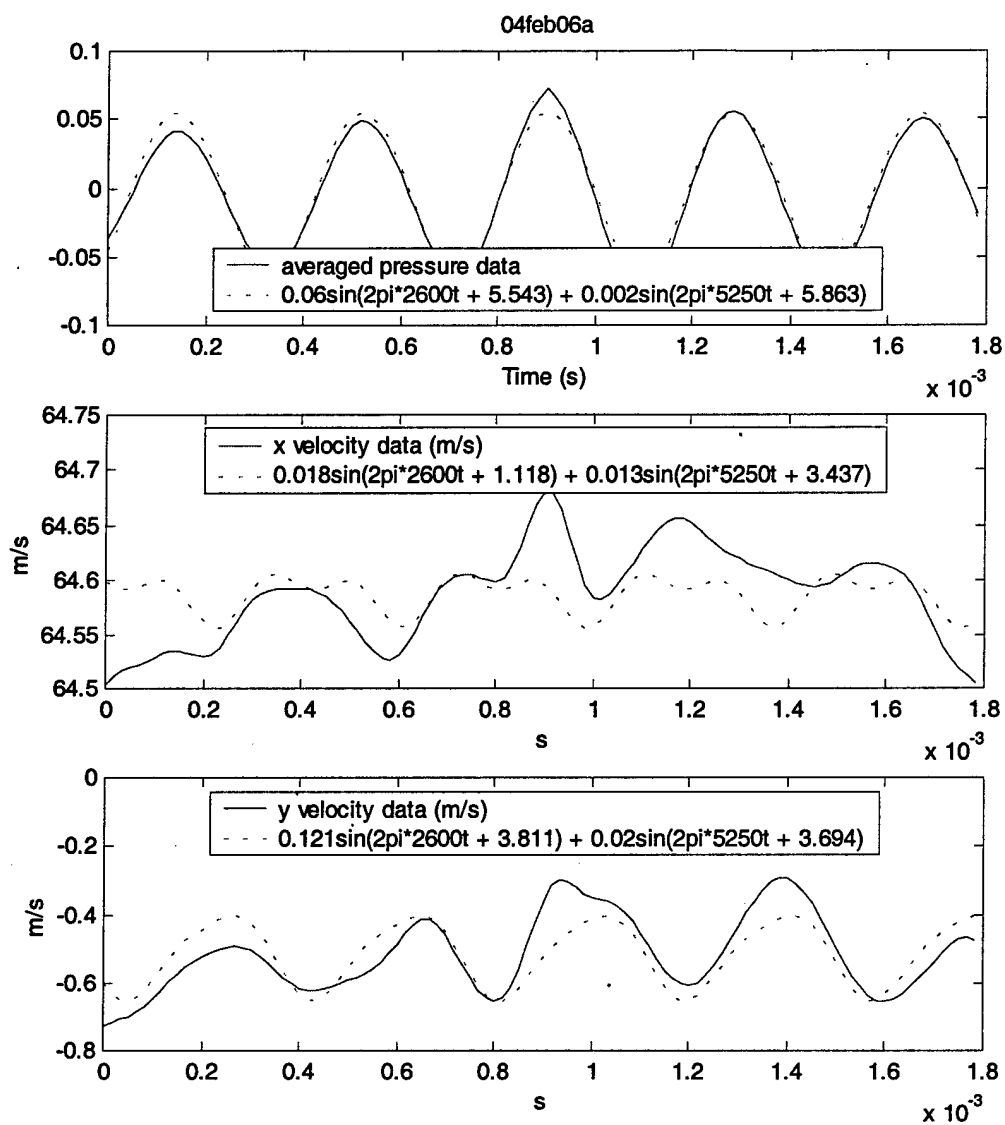 04feb06a
0.1
0.05
0
-0.05
-0.1
averaged pressure data
0.06sin(2pi*2600t + 5.543) + 0.002sin(2pi*5250t + 5.863)
0 0.2 0.4 0.6 0.8 1 1.2 1.4 1.6 1.8
Time (s)
x 10-3
64.75
64.7
64.65
64.6
64.55
64.5
m/s
x velocity data (m/s)
0.018sin(2pi*2600t + 1.118) + 0.013sin(2pi*5250t + 3.437)
0 0.2 0.4 0.6 0.8 1 1.2 1.4 1.6 1.8
s
x 10-3
0
-0.2
-0.4
-0.6
-0.8
m/s
y velocity data (m/s)
0.121sin(2pi*2600t + 3.811) + 0.02sin(2pi*5250t + 3.694)
0 0.2 0.4 0.6 0.8 1 1.2 1.4 1.6 1.8
s
x 10-3